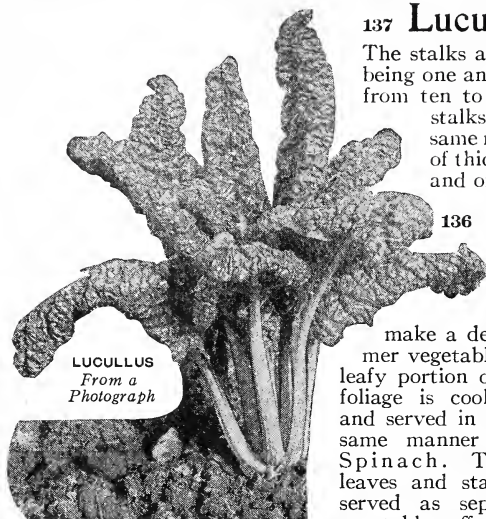 137 Lucu
The stalks a
being one an
from ten to
stalks
same
of thic
and o
136
make a de
mer vegetabl
leafy portion o
foliage is cool
and served in
same manner
Spinach. T
leaves and sta
served as sep
LUCULLUS
From a
Photograph